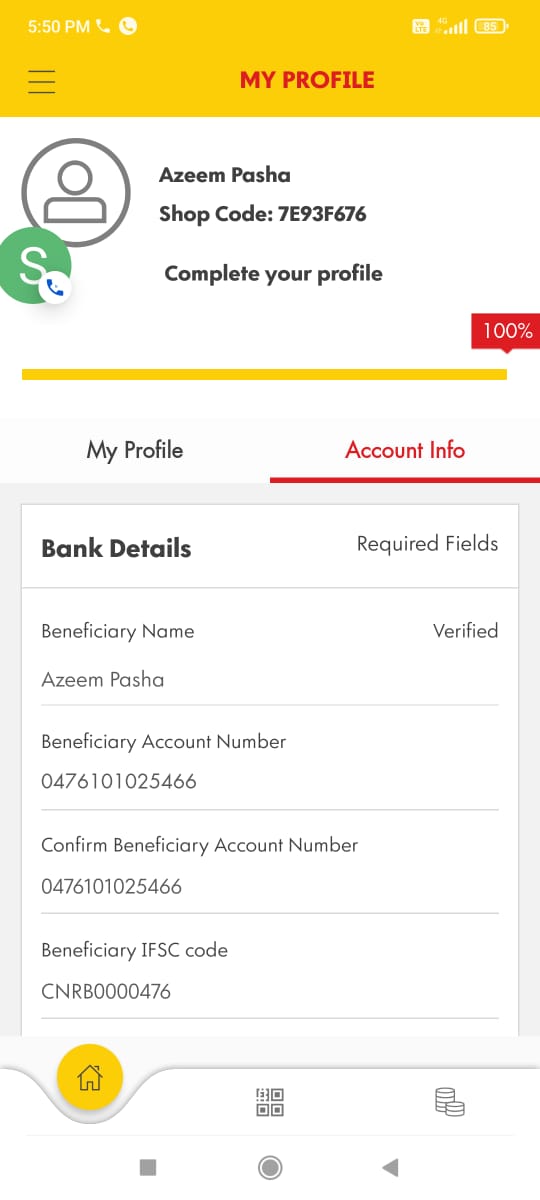 5:50 PM
4G
85
MY PROFILE
Azeem Pasha
Shop Code: 7E93F676
S
Complete your profile
100%
My Profile
Account Info
Bank Details
Required Fields
Beneficiary Name
Verified
Azeem Pasha
Beneficiary Account Number
0476101025466
Confirm Beneficiary Account Number
0476101025466
Beneficiary IFSC code
CNRB0000476